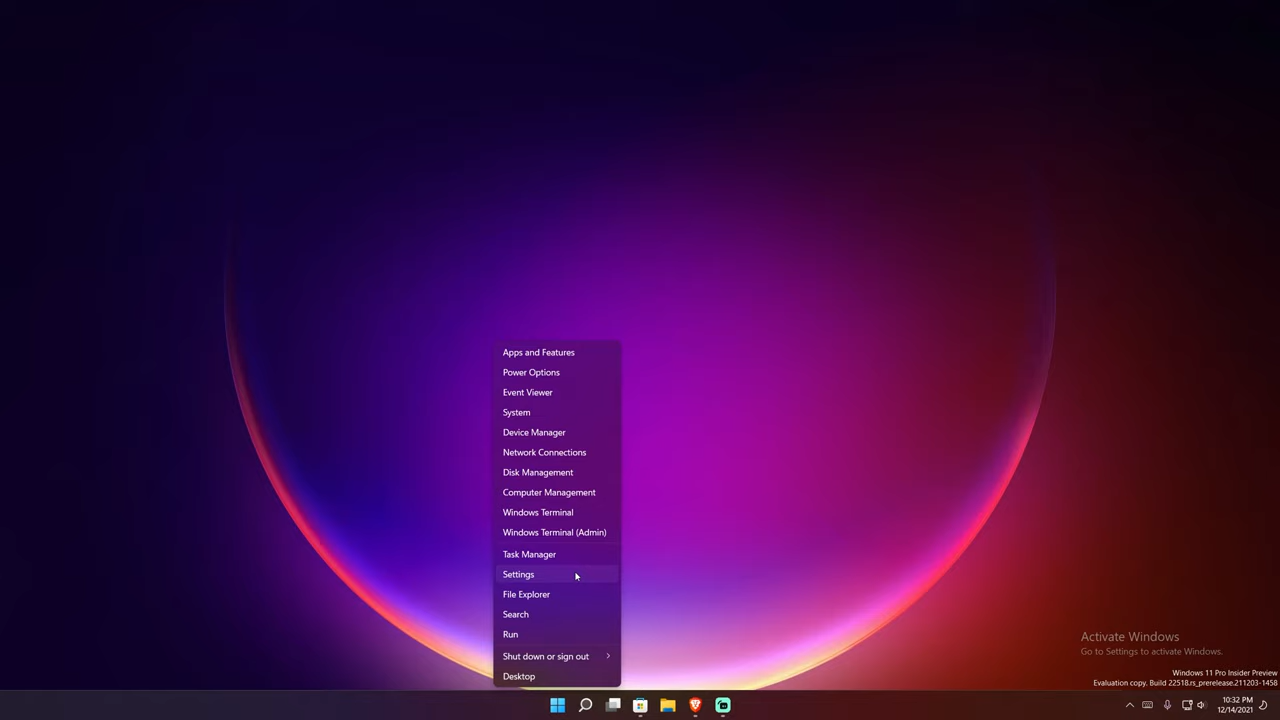 Apps and Features
Power Options
Event Viewer
System
Device Manager
Network Connections
Disk Management
Computer Management
Windows Terminal
Windows Terminal (Admin)
Task Manager
Settings
File Explorer
Search
Run
Shut down or sign out
Desktop
Activate Windows
Go to Settings to activate Windows.
Windows 11 Pro Insider Preview
Evaluation copy. Build 22518.rs_prerelease.211203-1458
10:32 PM
12/14/2021